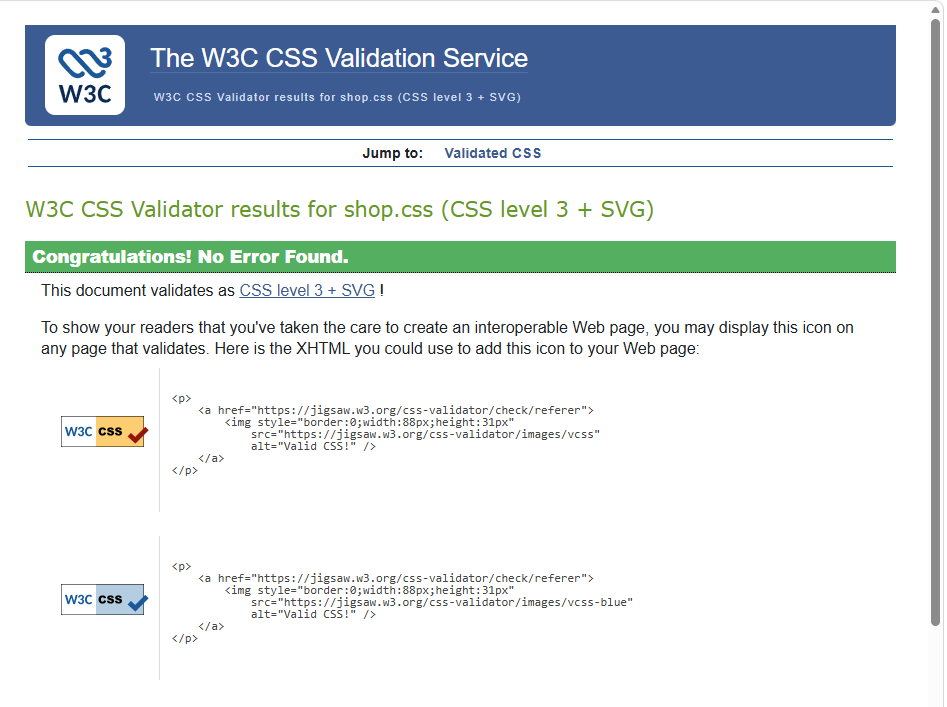 W3C
The W3C CSS Validation Service
W3C CSS Validator results for shop.css (CSS level 3 + SVG)
Jump to: Validated CSS
W3C CSS Validator results for shop.css (CSS level 3 + SVG)
Congratulations! No Error Found.
This document validates as CSS level 3 + SVG !
To show your readers that you've taken the care to create an interoperable Web page, you may display this icon on
any page that validates. Here is the XHTML you could use to add this icon to your Web page:
W3C css
<p>
    <a href="https://jigsaw.w3.org/css-validator/check/referer">
        <img style="border:0;width:88px;height:31px"
            src="https://jigsaw.w3.org/css-validator/images/vcss"
            alt="Valid CSS!" />
    </a>
</p>
W3C css
<p>
    <a href="https://jigsaw.w3.org/css-validator/check/referer">
        <img style="border:0;width:88px;height:31px"
            src="https://jigsaw.w3.org/css-validator/images/vcss-blue"
            alt="Valid CSS!" />
    </a>
</p>